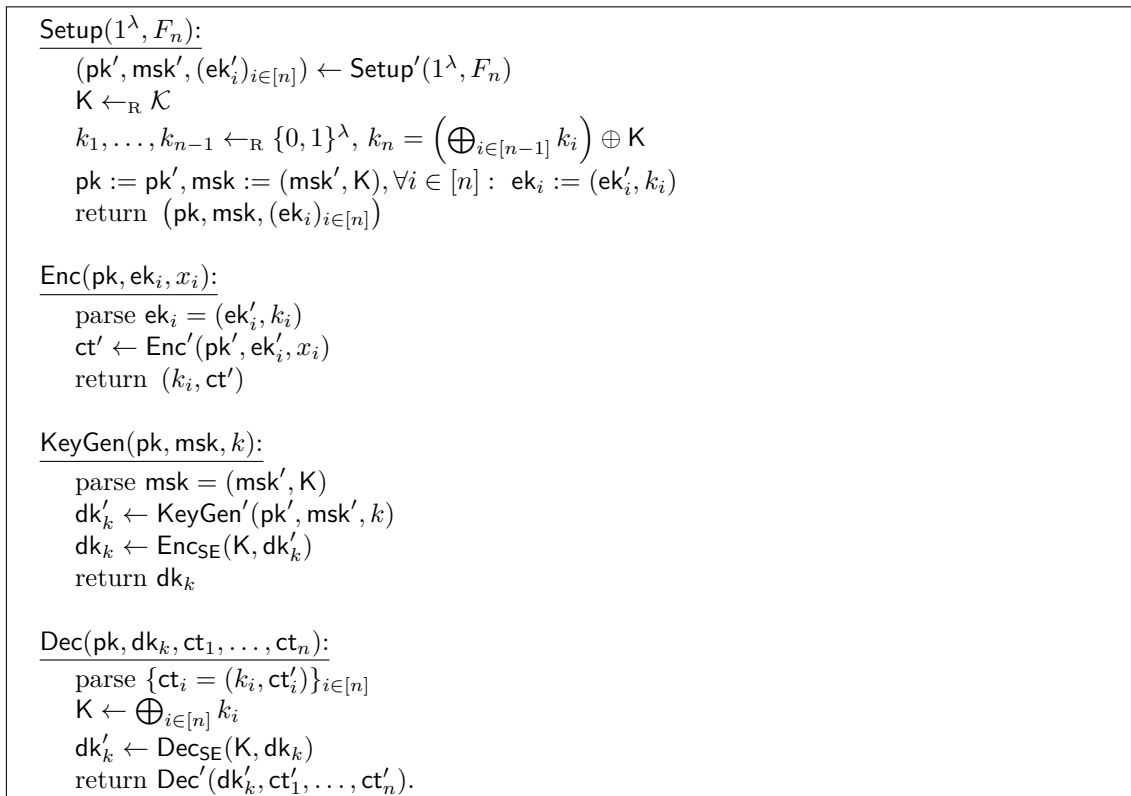 Setup(1^λ, F_n):
(pk′, msk′, (ek′_i)_{i∈[n]}) ← Setup′(1^λ, F_n)
K ←_R 𝒦
k_1, . . . , k_{n−1} ←_R {0, 1}^λ, k_n = (⨁_{i∈[n−1]} k_i) ⊕ K
pk := pk′, msk := (msk′, K), ∀i ∈ [n] : ek_i := (ek′_i, k_i)
return (pk, msk, (ek_i)_{i∈[n]})
Enc(pk, ek_i, x_i):
parse ek_i = (ek′_i, k_i)
ct′ ← Enc′(pk′, ek′_i, x_i)
return (k_i, ct′)
KeyGen(pk, msk, k):
parse msk = (msk′, K)
dk′_k ← KeyGen′(pk′, msk′, k)
dk_k ← Enc_SE(K, dk′_k)
return dk_k
Dec(pk, dk_k, ct_1, . . . , ct_n):
parse {ct_i = (k_i, ct′_i)}_{i∈[n]}
K ← ⨁_{i∈[n]} k_i
dk′_k ← Dec_SE(K, dk_k)
return Dec′(dk′_k, ct′_1, . . . , ct′_n).